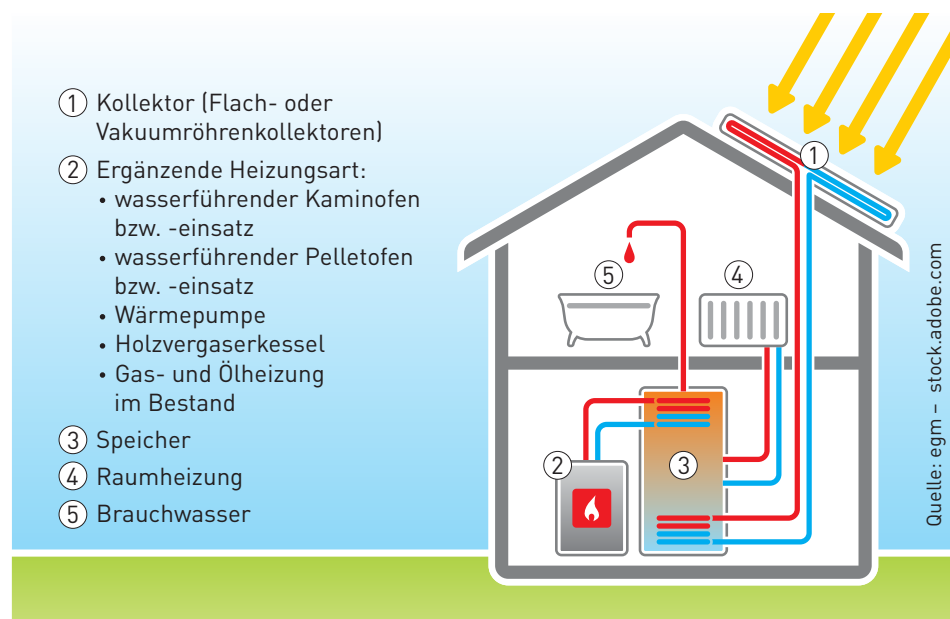 ① Kollektor (Flach- oder
Vakuumröhrenkollektoren)
② Ergänzende Heizungsart:
• wasserführender Kaminofen
bzw. -einsatz
• wasserführender Pelletofen
bzw. -einsatz
• Wärmepumpe
• Holzvergaserkessel
• Gas- und Ölheizung
im Bestand
③ Speicher
④ Raumheizung
⑤ Brauchwasser
①
⑤
④
②
③
Quelle: egm – stock.adobe.com